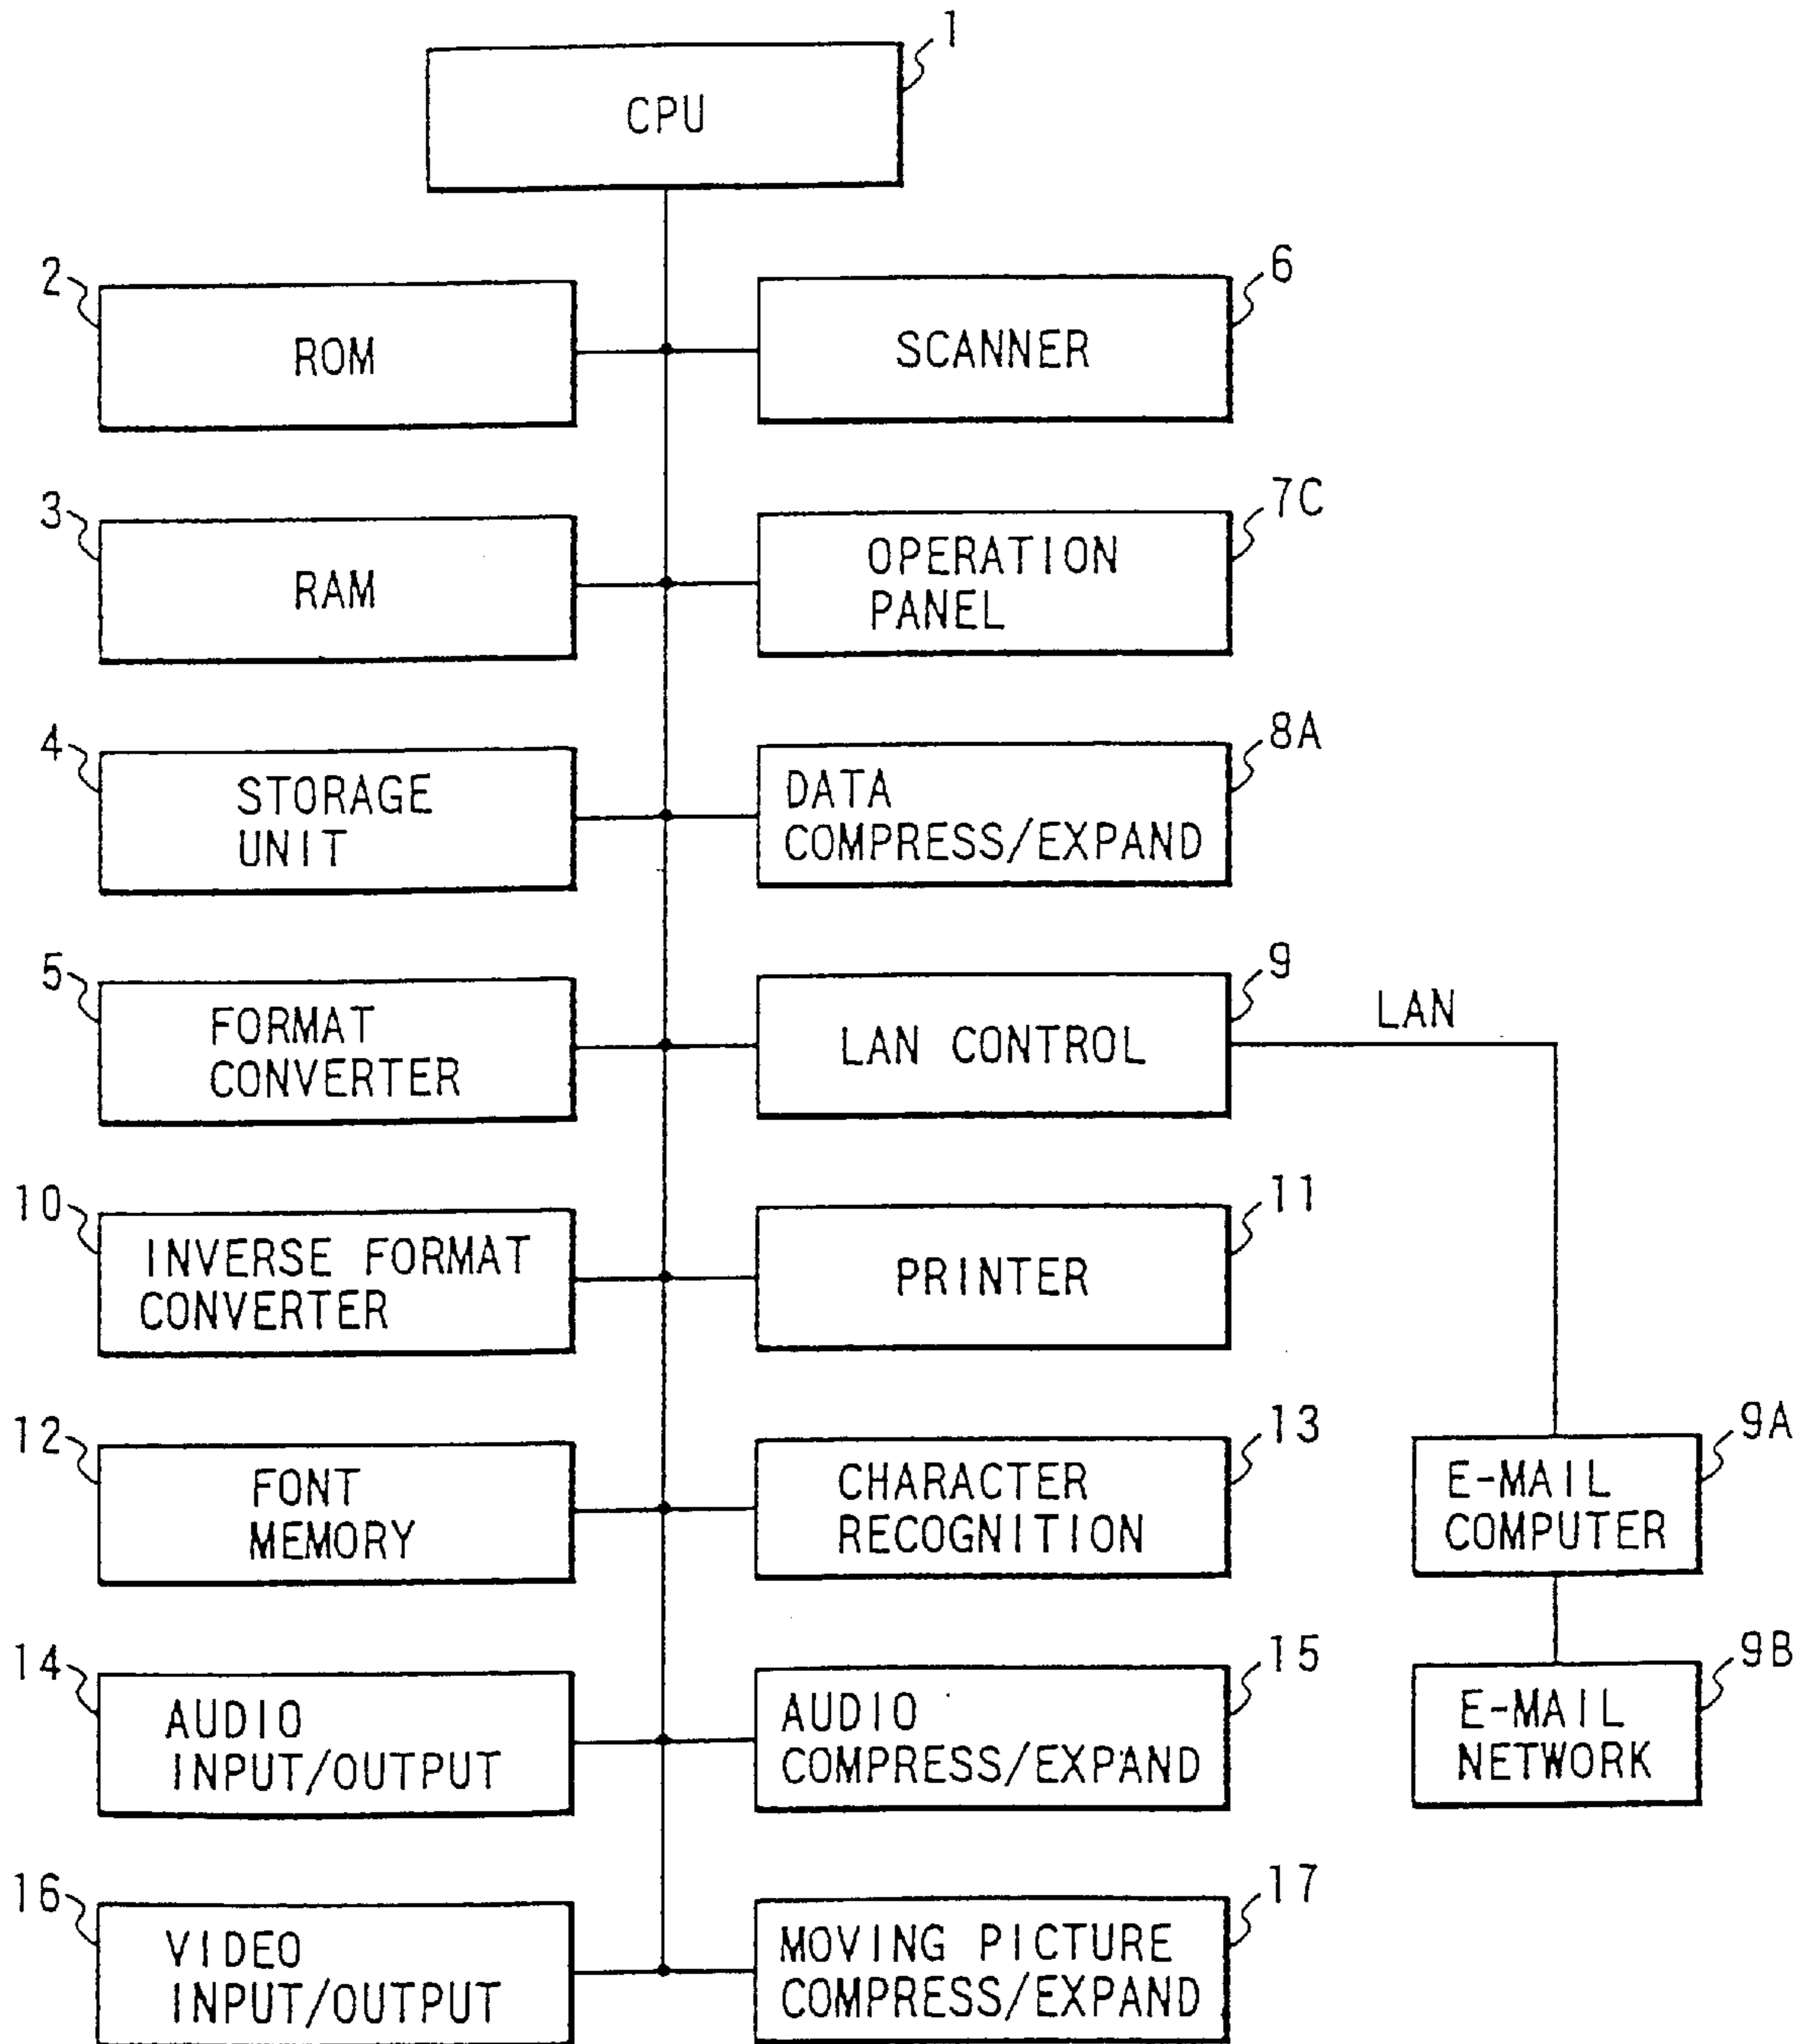 1
CPU
2
ROM
6
SCANNER
3
RAM
7C
OPERATION
PANEL
4
STORAGE
UNIT
8A
DATA
COMPRESS/EXPAND
5
FORMAT
CONVERTER
9
LAN CONTROL
LAN
10
INVERSE FORMAT
CONVERTER
11
PRINTER
12
FONT
MEMORY
13
CHARACTER
RECOGNITION
9A
E-MAIL
COMPUTER
14
AUDIO
INPUT/OUTPUT
15
AUDIO
COMPRESS/EXPAND
9B
E-MAIL
NETWORK
16
VIDEO
INPUT/OUTPUT
17
MOVING PICTURE
COMPRESS/EXPAND